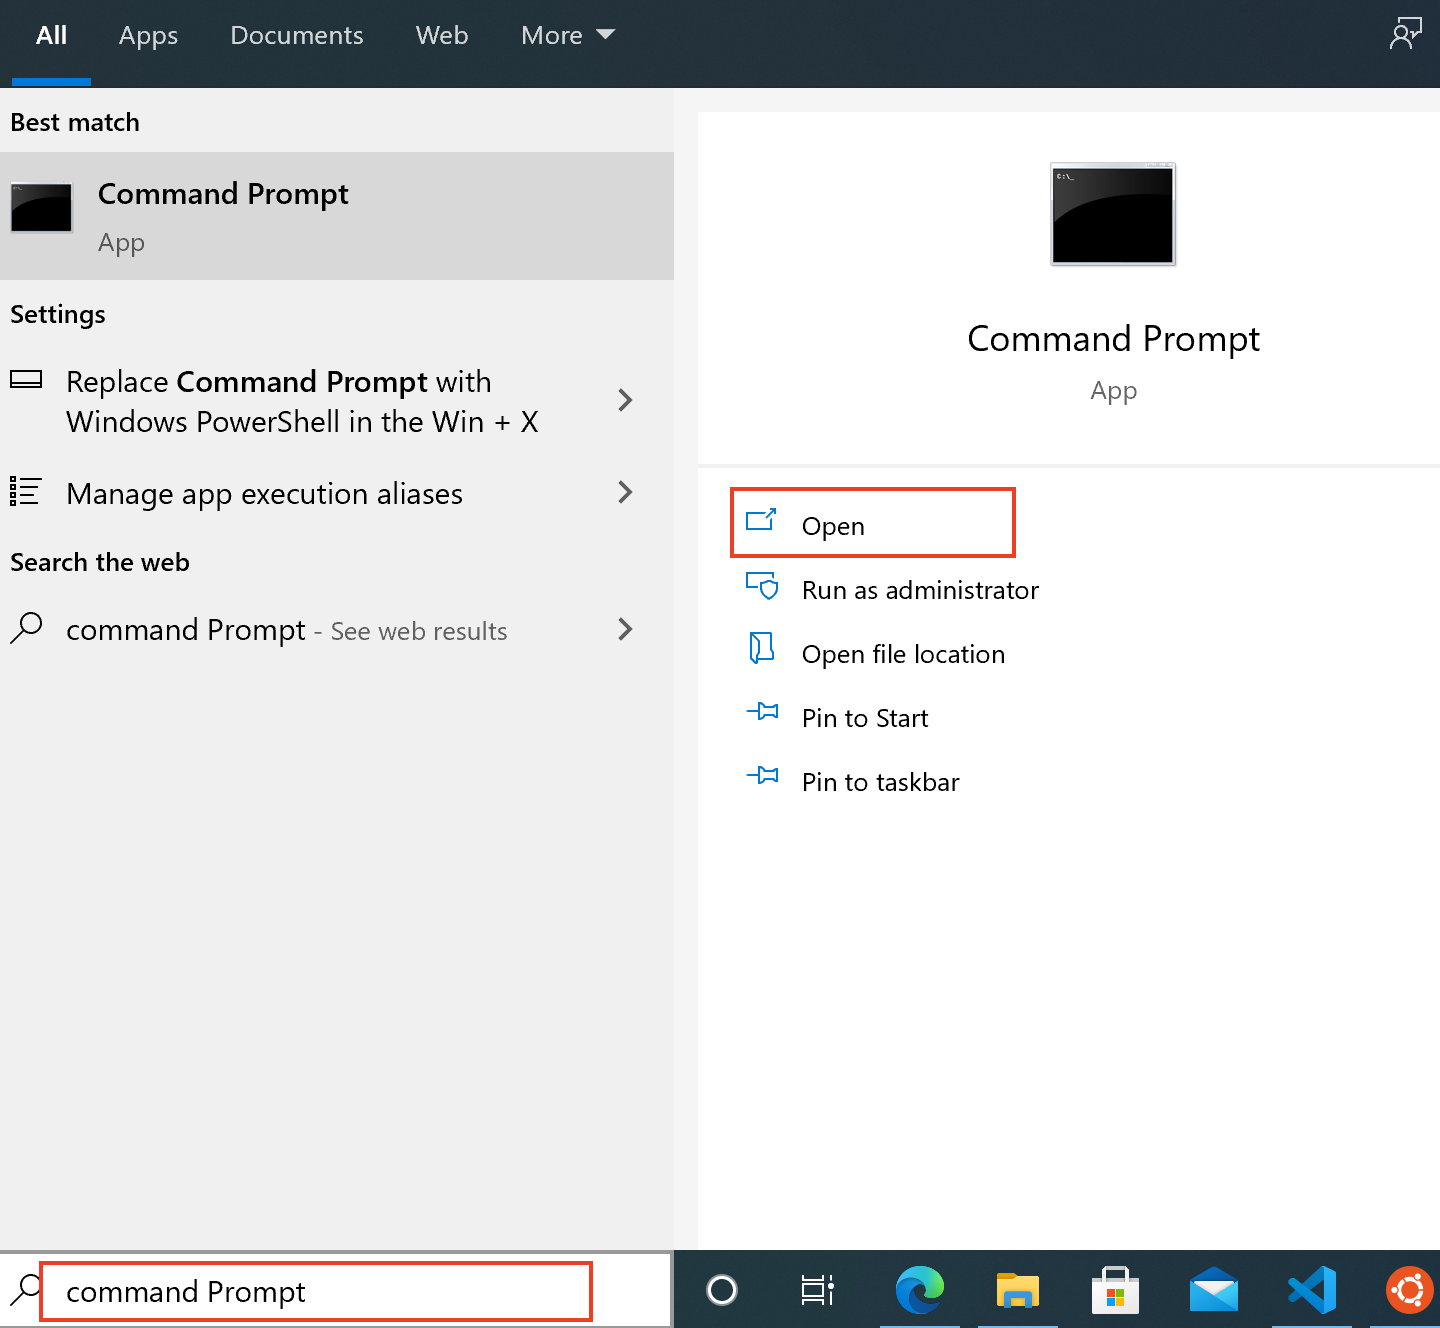 All
Apps
Documents
Web
More
Best match
Command Prompt
App
Settings
Replace Command Prompt with
Windows PowerShell in the Win + X
Manage app execution aliases
Search the web
command Prompt - See web results
C:\_
Command Prompt
App
Open
Run as administrator
Open file location
Pin to Start
Pin to taskbar
command Prompt